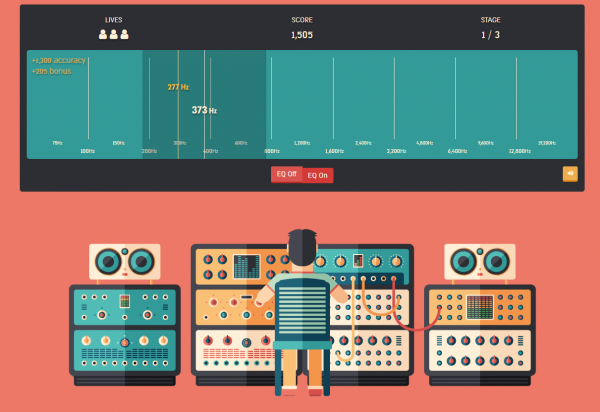 LIVES SCORE STAGE
1,505 1 / 3
+1,300 accuracy
+205 bonus
277 Hz
373 Hz
75Hz 150Hz 300Hz 600Hz 1,200Hz 2,400Hz 4,800Hz 9,600Hz
100Hz 200Hz 400Hz 800Hz 1,600Hz 3,200Hz 6,400Hz 12,800Hz
EQ Off EQ On